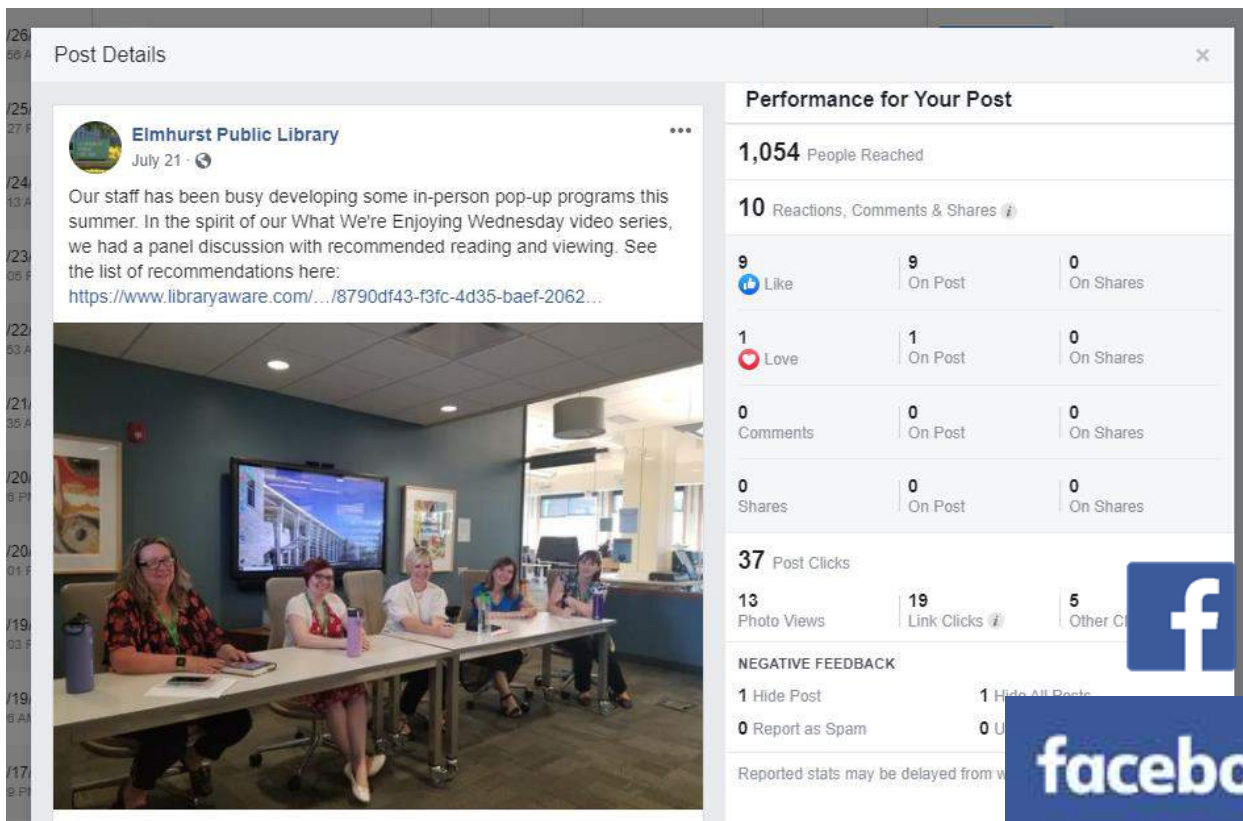 Post Details
×
Elmhurst Public Library
July 21 ·
Our staff has been busy developing some in-person pop-up programs this
summer. In the spirit of our What We're Enjoying Wednesday video series,
we had a panel discussion with recommended reading and viewing. See
the list of recommendations here:
https://www.libraryaware.com/…/8790df43-f3fc-4d35-baef-2062…
Performance for Your Post
1,054 People Reached
10 Reactions, Comments & Shares i
9 9 0
Like On Post On Shares
1 1 0
Love On Post On Shares
0 0 0
Comments On Post On Shares
0 0 0
Shares On Post On Shares
37 Post Clicks
13 19 5
Photo Views Link Clicks i Other
NEGATIVE FEEDBACK
1 Hide Post 1 Hide All Posts
0 Report as Spam 0
Reported stats may be delayed from
f
facebo